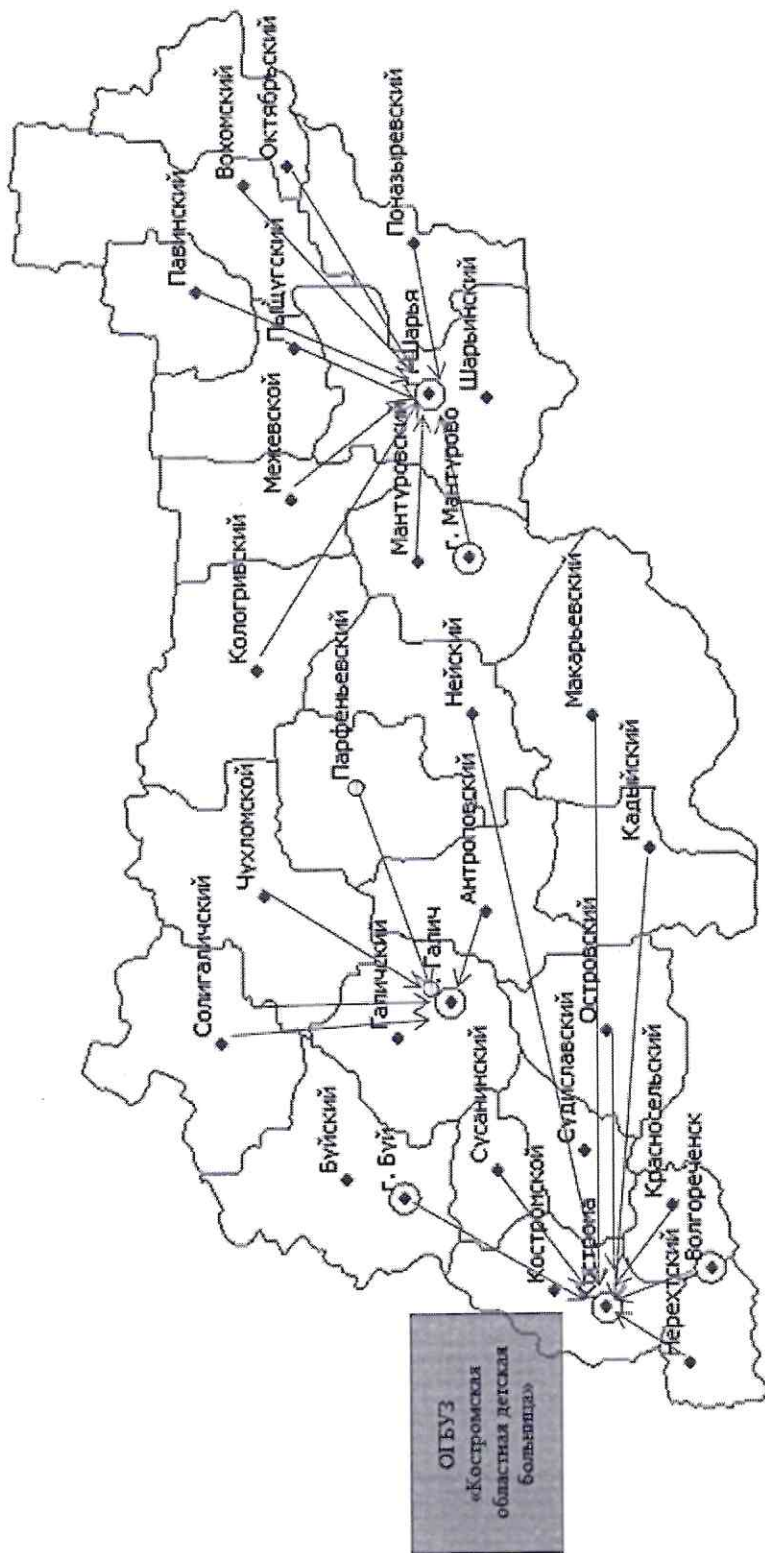 Павинский
Вохомский
Октябрьский
Пыщугский
Межевской
Поназыревский
Кологривский
Шарья
Шарьинский
Мантуровский
г. Мантурово
Парфеньевский
Нейский
Макарьевский
Чухломской
Солигаличский
Антроповский
Кадыйский
Галич
Галичский
Островский
Буйский
г. Буй
Сусанинский
Судиславский
Костромской
Красносельский
Кострома
Волгореченск
Нерехтский
ОГБУЗ
«Костромская
областная детская
больница»